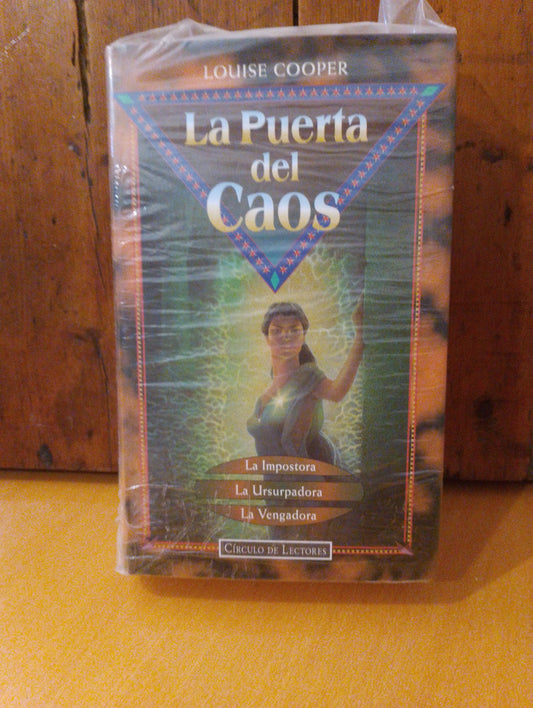 LOUISE COOPER
La Puerta
del
Caos
La Impostora
La Ursurpadora
La Vengadora
CÍRCULO DE LECTORES